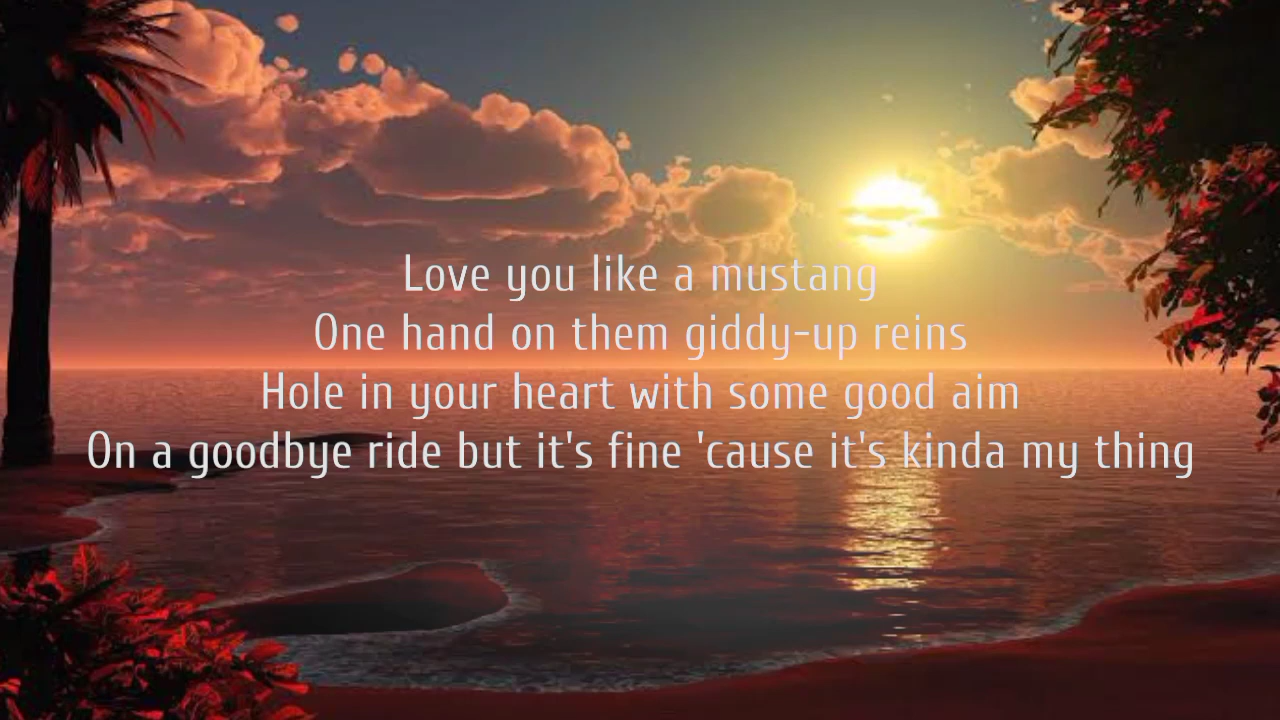 Love you like a mustang
One hand on them giddy-up reins
Hole in your heart with some good aim
On a goodbye ride but it's fine 'cause it's kinda my thing